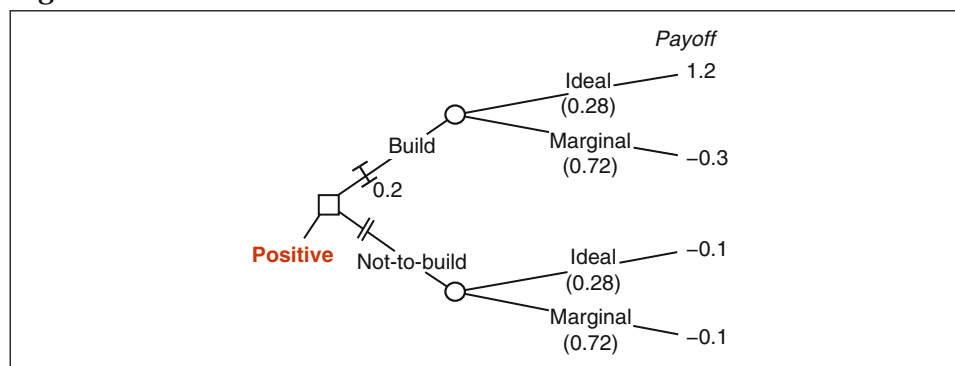 Payoff
Ideal
1.2
(0.28)
Build
Marginal
−0.3
(0.72)
0.2
Positive
Not-to-build
Ideal
−0.1
(0.28)
Marginal
−0.1
(0.72)